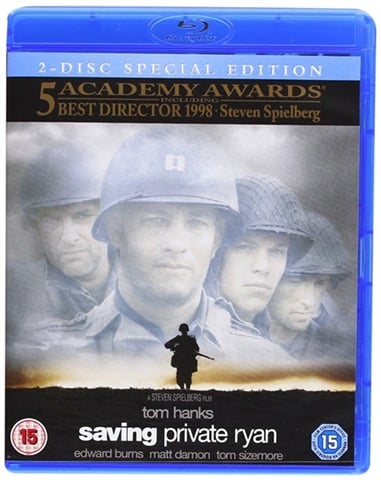 Blu-ray Disc
2-DISC SPECIAL EDITION
5 ACADEMY AWARDS®
INCLUDING
BEST DIRECTOR 1998 · Steven Spielberg
A STEVEN SPIELBERG FILM
tom hanks
saving private ryan
edward burns matt damon tom sizemore
15
15